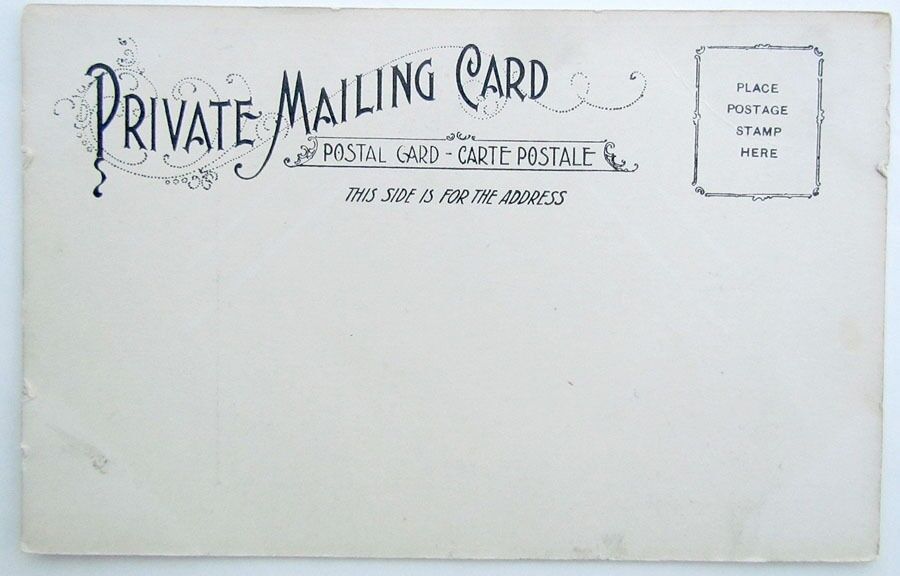 PRIVATE MAILING CARD
POSTAL CARD - CARTE POSTALE
THIS SIDE IS FOR THE ADDRESS
PLACE
POSTAGE
STAMP
HERE